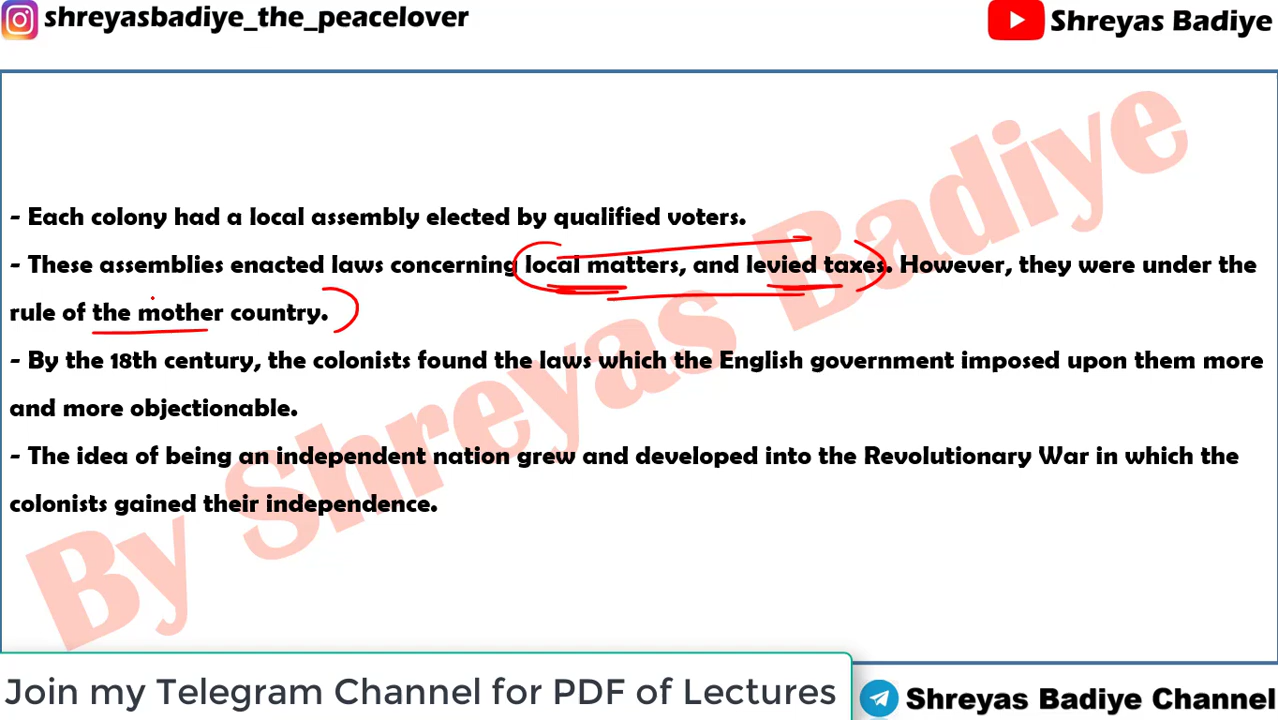 shreyasbadiye_the_peacelover
Shreyas Badiye
- Each colony had a local assembly elected by qualified voters.
- These assemblies enacted laws concerning local matters, and levied taxes. However, they were under the
rule of the mother country.
- By the 18th century, the colonists found the laws which the English government imposed upon them more
and more objectionable.
- The idea of being an independent nation grew and developed into the Revolutionary War in which the
colonists gained their independence.
By Shreyas Badiye
Join my Telegram Channel for PDF of Lectures
Shreyas Badiye Channel